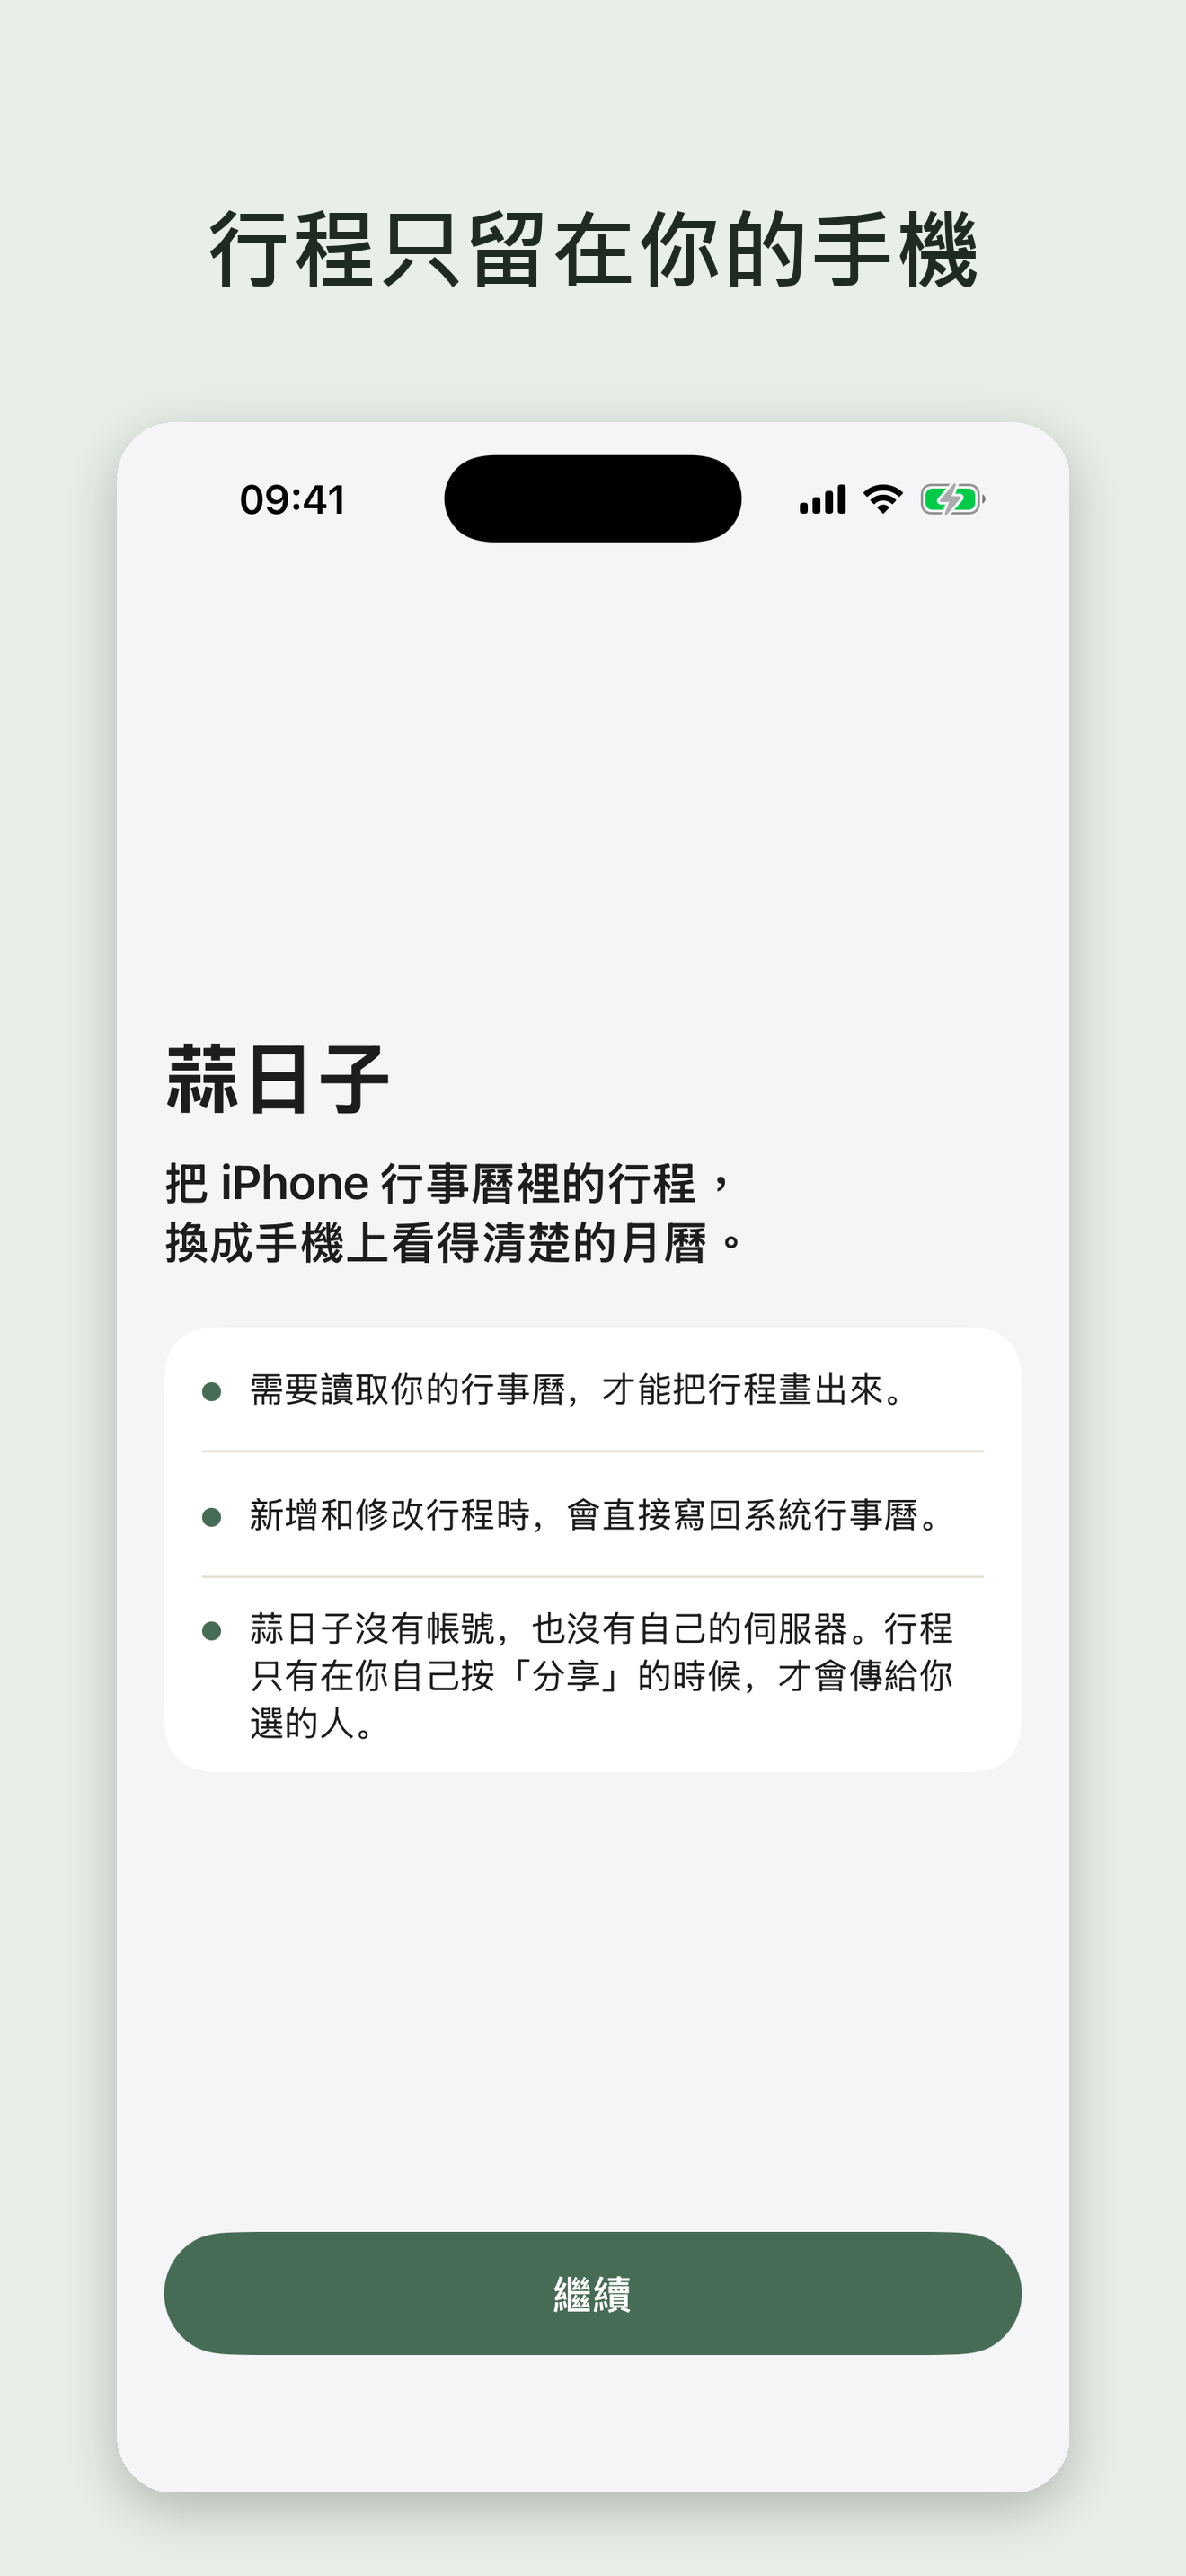 行程只留在你的手機
09:41
蒜日子
把 iPhone 行事曆裡的行程，
換成手機上看得清楚的月曆。
需要讀取你的行事曆，才能把行程畫出來。
新增和修改行程時，會直接寫回系統行事曆。
蒜日子沒有帳號，也沒有自己的伺服器。行程
只有在你自己按「分享」的時候，才會傳給你
選的人。
繼續